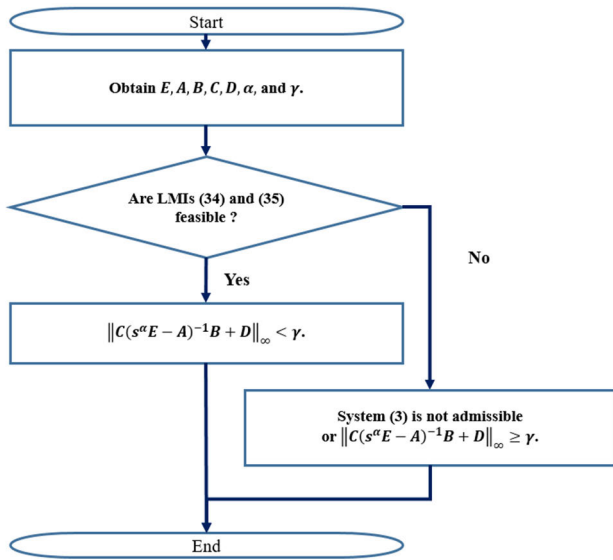 Start
Obtain E, A, B, C, D, α, and γ.
Are LMIs (34) and (35)
feasible ?
Yes
No
‖C(s^α E − A)^{−1} B + D‖_∞ < γ.
System (3) is not admissible
or ‖C(s^α E − A)^{−1} B + D‖_∞ ≥ γ.
End